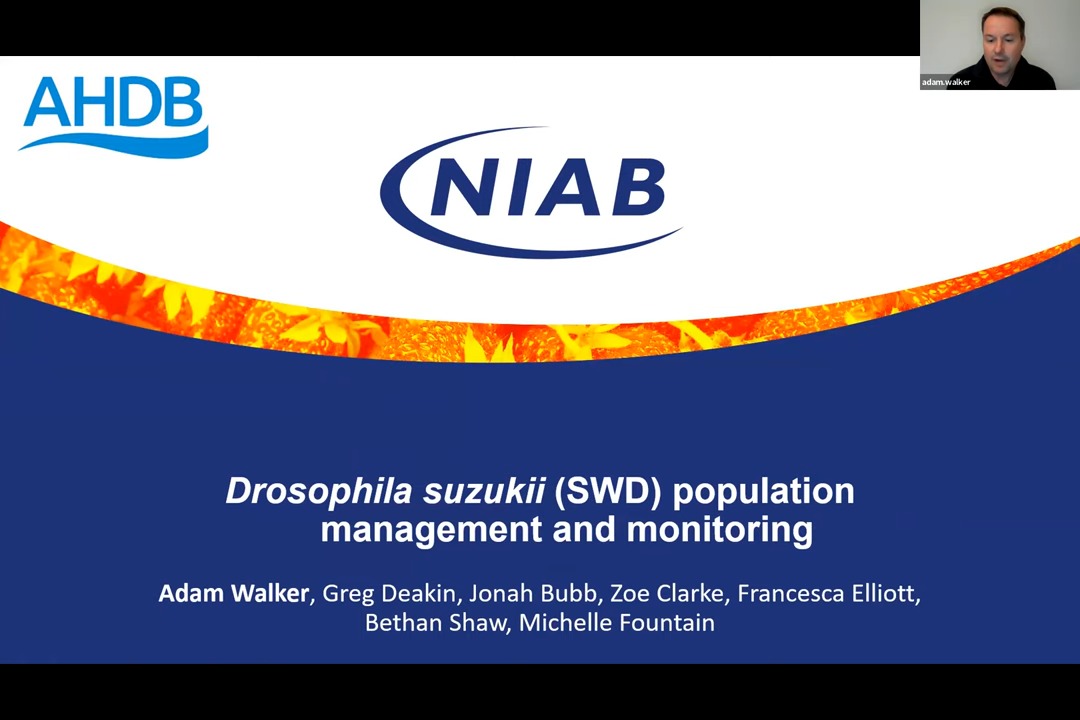 AHDB
adam.walker
NIAB
Drosophila suzukii (SWD) population
management and monitoring
Adam Walker, Greg Deakin, Jonah Bubb, Zoe Clarke, Francesca Elliott,
Bethan Shaw, Michelle Fountain